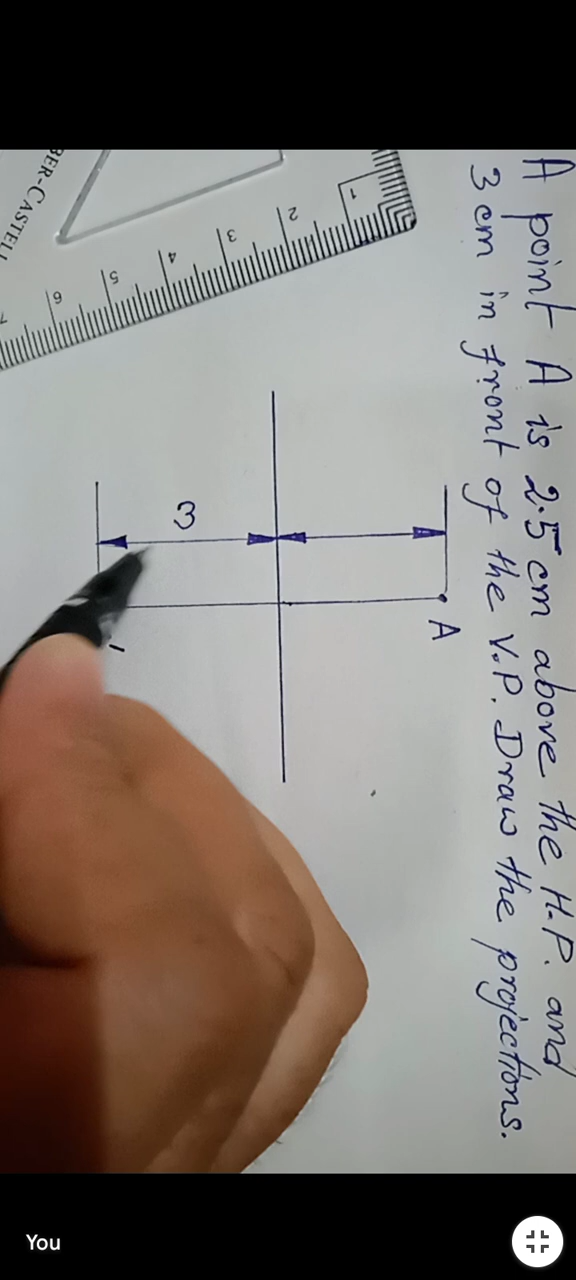 A point A is 2.5 cm above the H.P. and
3 cm in front of the V.P. Draw the projections.
A
3
BER-CASTELL
1
2
3
4
5
6
7
You